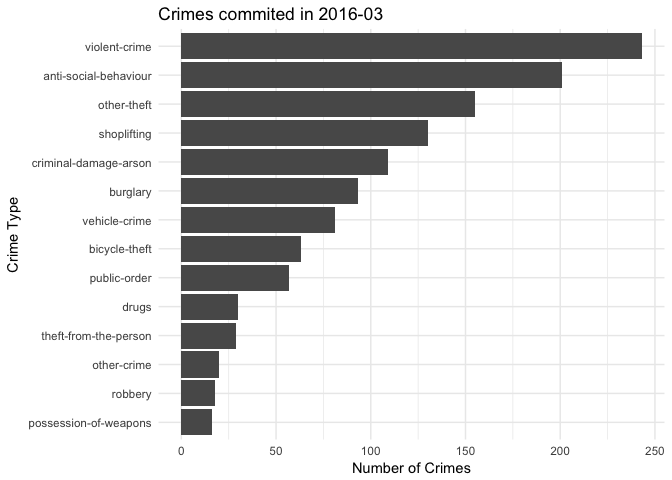 Crimes commited in 2016-03
violent-crime
anti-social-behaviour
other-theft
shoplifting
criminal-damage-arson
burglary
vehicle-crime
bicycle-theft
public-order
drugs
theft-from-the-person
other-crime
robbery
possession-of-weapons
Crime Type
0 50 100 150 200 250
Number of Crimes